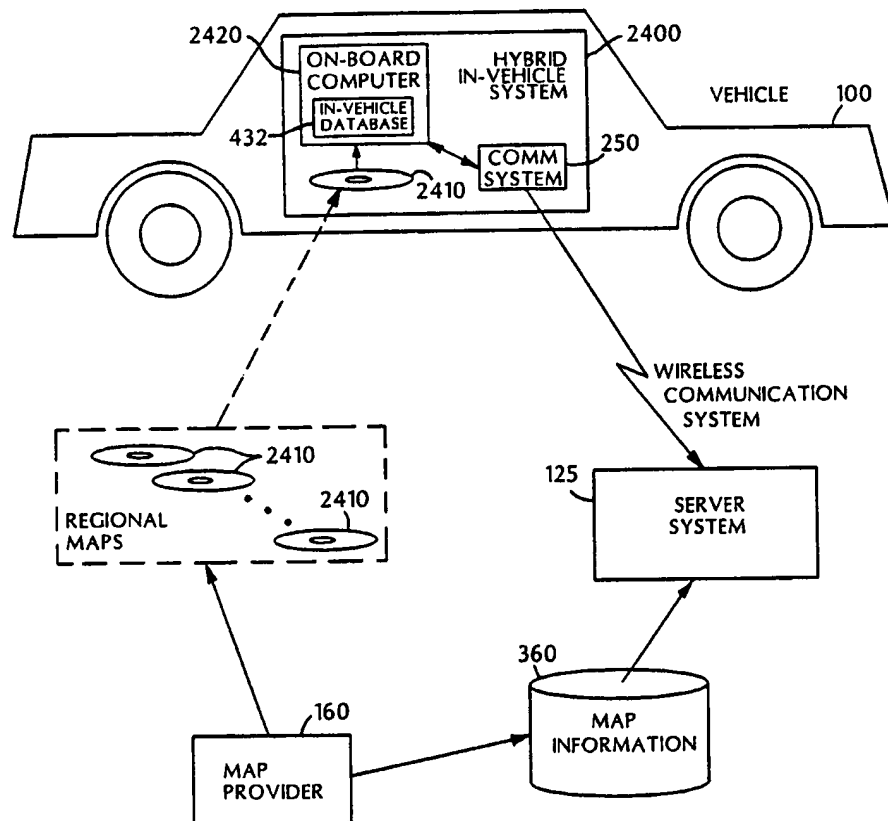 2420
ON-BOARD
COMPUTER
IN-VEHICLE
DATABASE
432
HYBRID
IN-VEHICLE
SYSTEM
2400
VEHICLE
100
COMM
SYSTEM
250
2410
WIRELESS
COMMUNICATION
SYSTEM
2410
2410
REGIONAL
MAPS
125
SERVER
SYSTEM
360
MAP
INFORMATION
160
MAP
PROVIDER